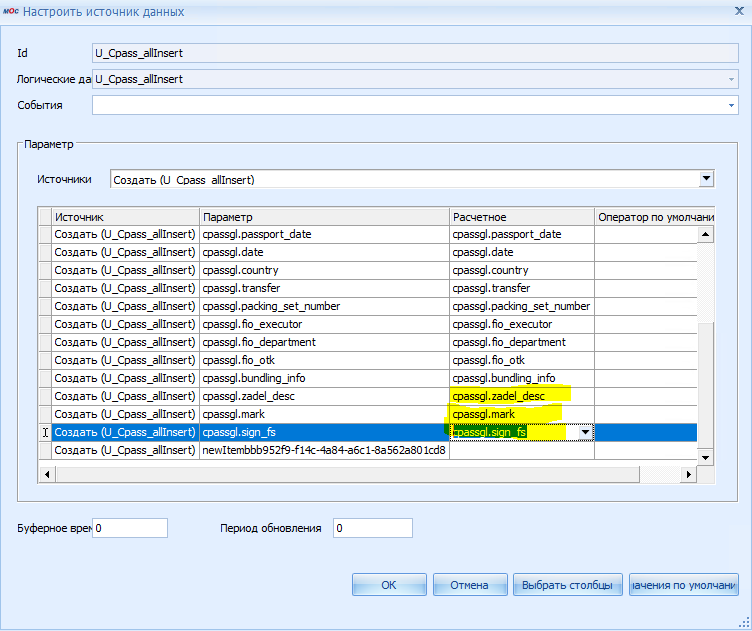 мос Настроить источник данных
Id U_Cpass_allInsert
Логические да U_Cpass_allInsert
События
Параметр
Источники Создать (U_Cpass_allInsert)
Источник Параметр Расчетное Оператор по умолчани
Создать (U_Cpass_allInsert) cpassgl.passport_date cpassgl.passport_date
Создать (U_Cpass_allInsert) cpassgl.date cpassgl.date
Создать (U_Cpass_allInsert) cpassgl.country cpassgl.country
Создать (U_Cpass_allInsert) cpassgl.transfer cpassgl.transfer
Создать (U_Cpass_allInsert) cpassgl.packing_set_number cpassgl.packing_set_number
Создать (U_Cpass_allInsert) cpassgl.fio_executor cpassgl.fio_executor
Создать (U_Cpass_allInsert) cpassgl.fio_department cpassgl.fio_department
Создать (U_Cpass_allInsert) cpassgl.fio_otk cpassgl.fio_otk
Создать (U_Cpass_allInsert) cpassgl.bundling_info cpassgl.bundling_info
Создать (U_Cpass_allInsert) cpassgl.zadel_desc cpassgl.zadel_desc
Создать (U_Cpass_allInsert) cpassgl.mark cpassgl.mark
Создать (U_Cpass_allInsert) cpassgl.sign_fs cpassgl.sign_fs
Создать (U_Cpass_allInsert) newItembbb952f9-f14c-4a84-a6c1-8a562a801cd8
Буферное врем 0 Период обновления 0
OK Отмена Выбрать столбцы начения по умолчани